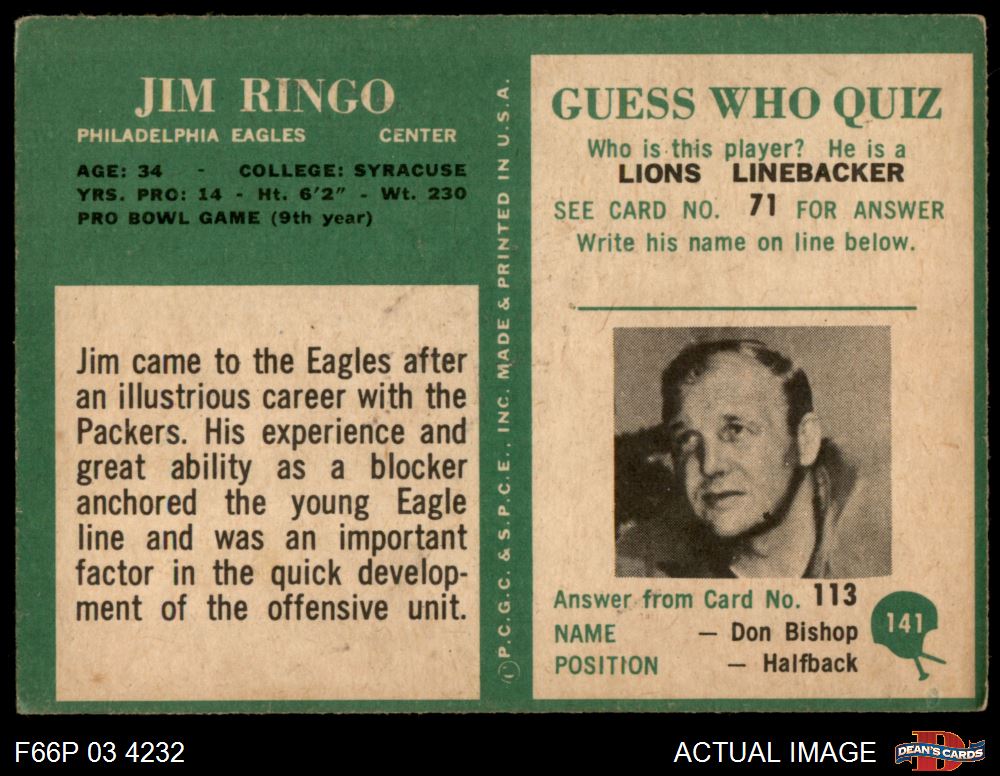 JIM RINGO
PHILADELPHIA EAGLES CENTER
AGE: 34 - COLLEGE: SYRACUSE
YRS. PRO: 14 - Ht. 6'2" - Wt. 230
PRO BOWL GAME (9th year)
Jim came to the Eagles after
an illustrious career with the
Packers. His experience and
great ability as a blocker
anchored the young Eagle
line and was an important
factor in the quick develop-
ment of the offensive unit.
©P.C.G.C. & S.P.C.E., INC. MADE & PRINTED IN U.S.A.
GUESS WHO QUIZ
Who is this player? He is a
LIONS LINEBACKER
SEE CARD NO. 71 FOR ANSWER
Write his name on line below.
Answer from Card No. 113
NAME — Don Bishop
POSITION — Halfback
141
F66P 03 4232
ACTUAL IMAGE
D
DEAN'S CARDS